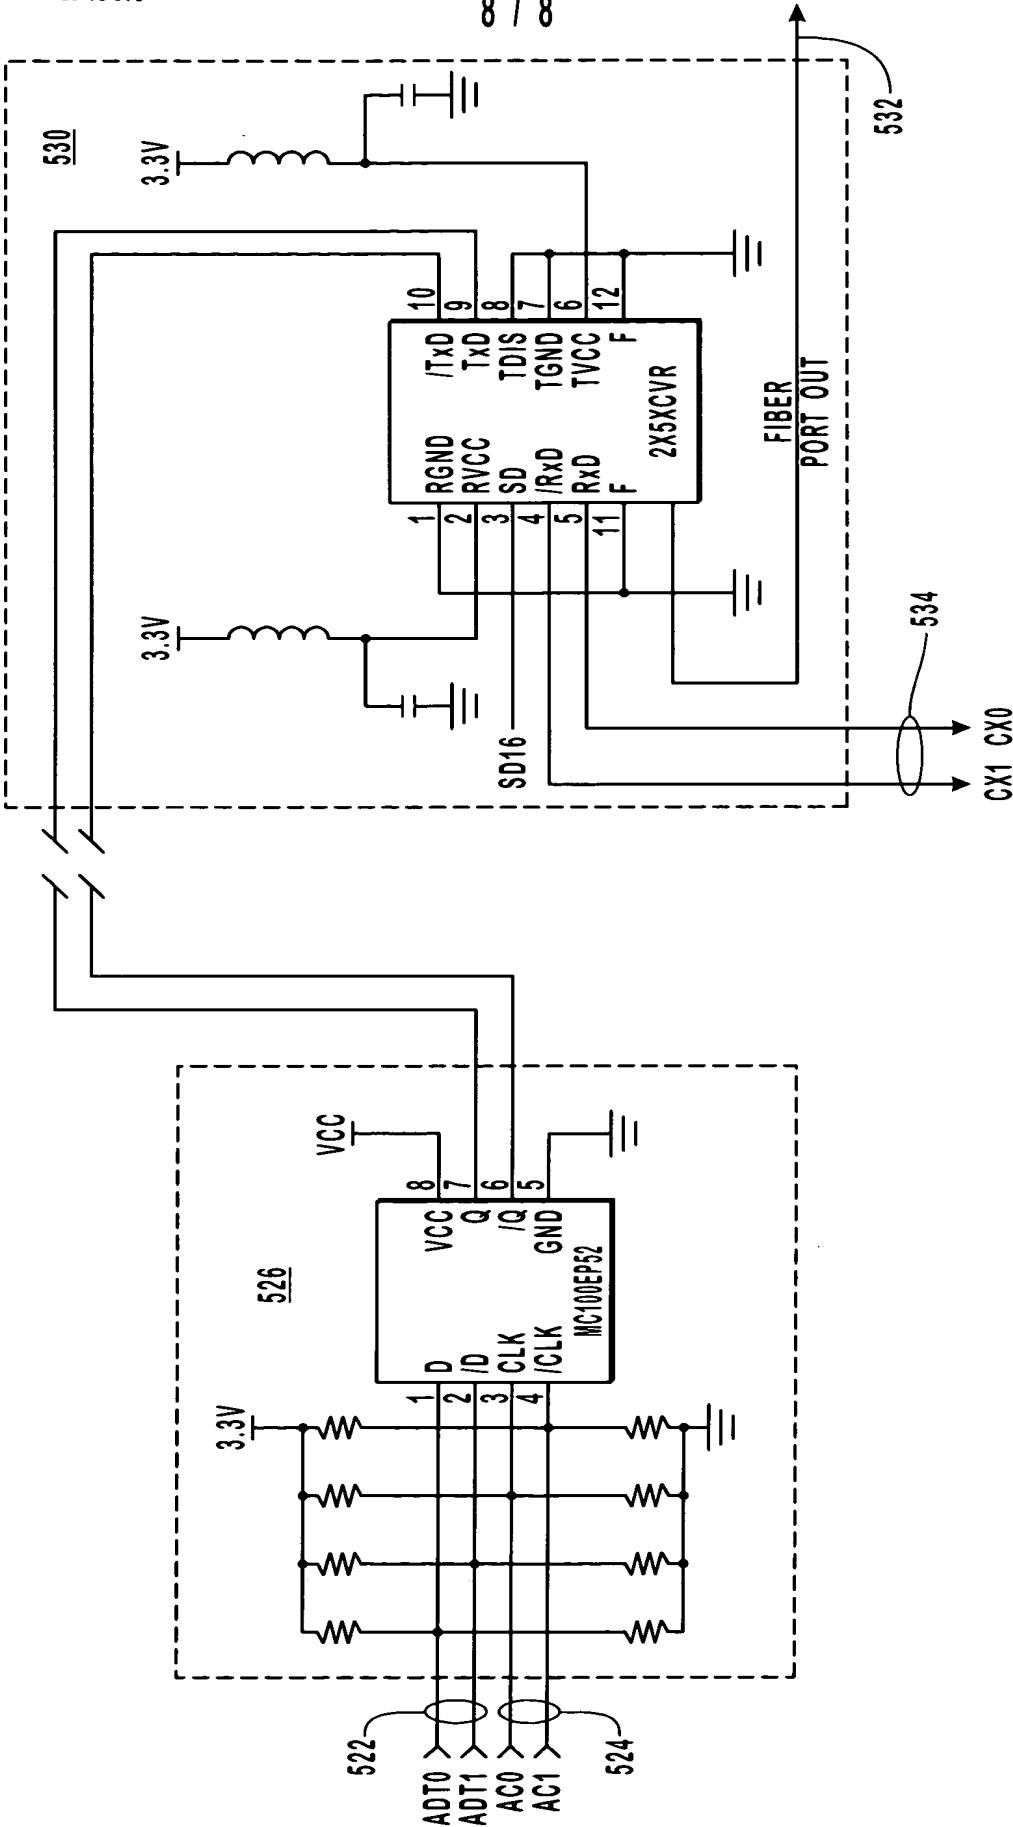 8 / 8
530
3.3V
3.3V
532
10
9
8
7
6
12
/TxD
TxD
TDIS
TGND
TVCC
F
RGND
RVCC
SD
/RxD
RxD
F
2X5XCVR
1
2
3
4
5
11
FIBER
PORT OUT
SD16
534
CX1 CX0
526
VCC
8
7
6
5
VCC
Q
/Q
GND
D
/D
CLK
/CLK
MC100EP52
1
2
3
4
3.3V
522
524
ADT0
ADT1
AC0
AC1